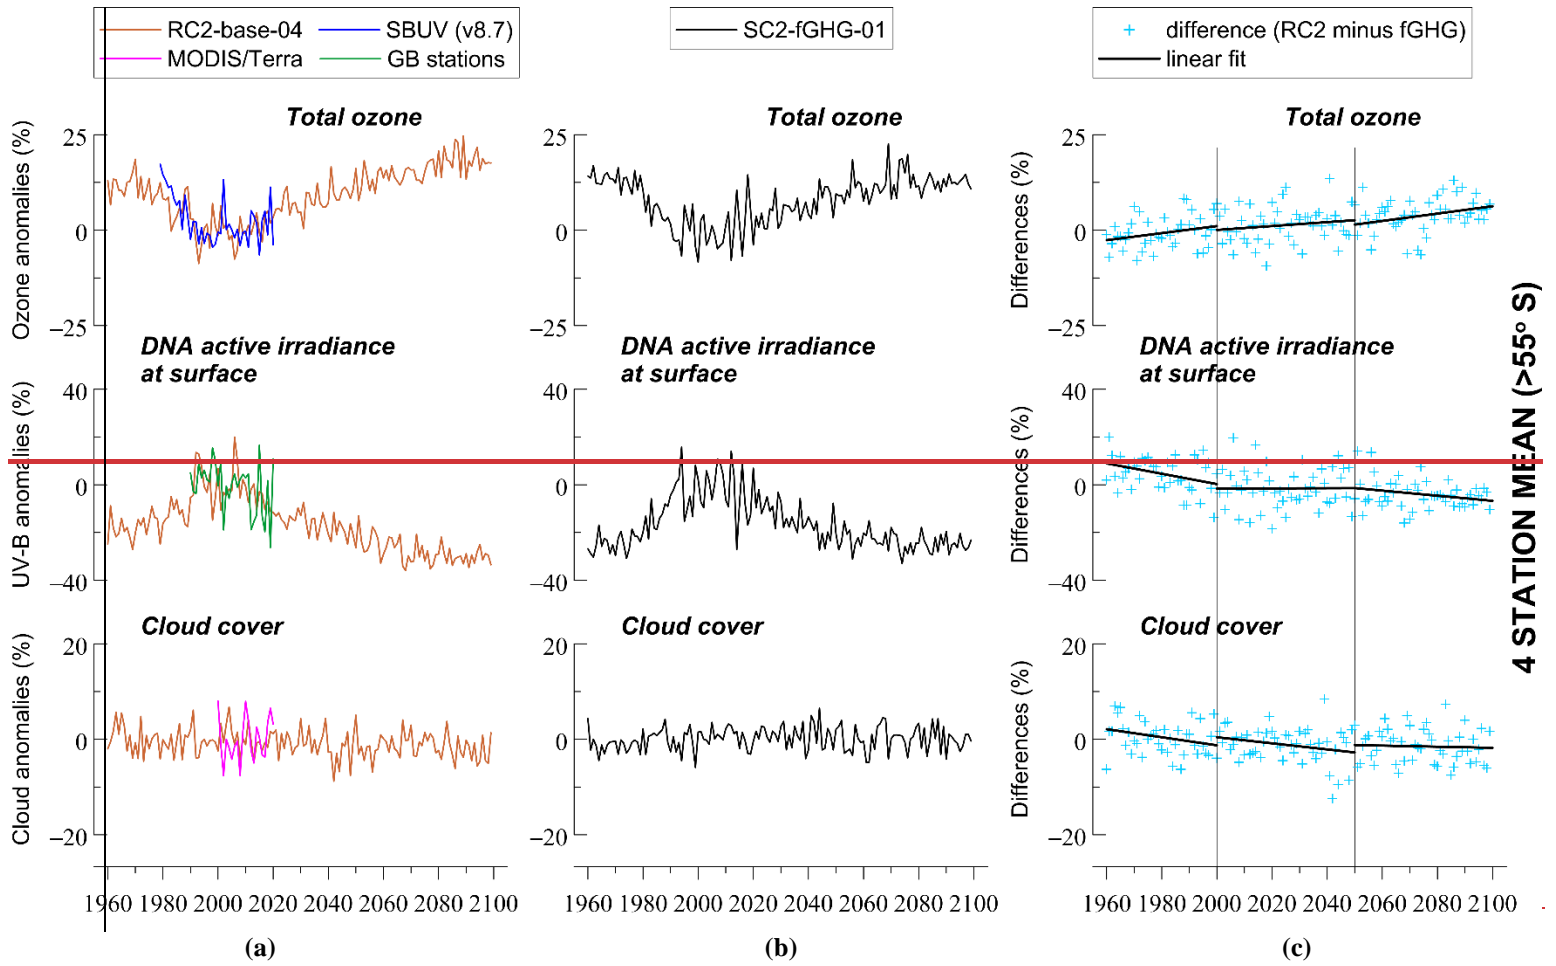 RC2-base-04 SBUV (v8.7)
MODIS/Terra GB stations
SC2-fGHG-01
difference (RC2 minus fGHG)
linear fit
Total ozone
Total ozone
Total ozone
Ozone anomalies (%)
25
0
−25
25
0
−25
Differences (%)
25
0
−25
DNA active irradiance
at surface
DNA active irradiance
at surface
DNA active irradiance
at surface
UV-B anomalies (%)
40
0
−40
40
0
−40
Differences (%)
40
0
−40
Cloud cover
Cloud cover
Cloud cover
Cloud anomalies (%)
20
0
−20
20
0
−20
Differences (%)
20
0
−20
1960 1980 2000 2020 2040 2060 2080 2100
1960 1980 2000 2020 2040 2060 2080 2100
1960 1980 2000 2020 2040 2060 2080 2100
(a)
(b)
(c)
4 STATION MEAN (>55° S)